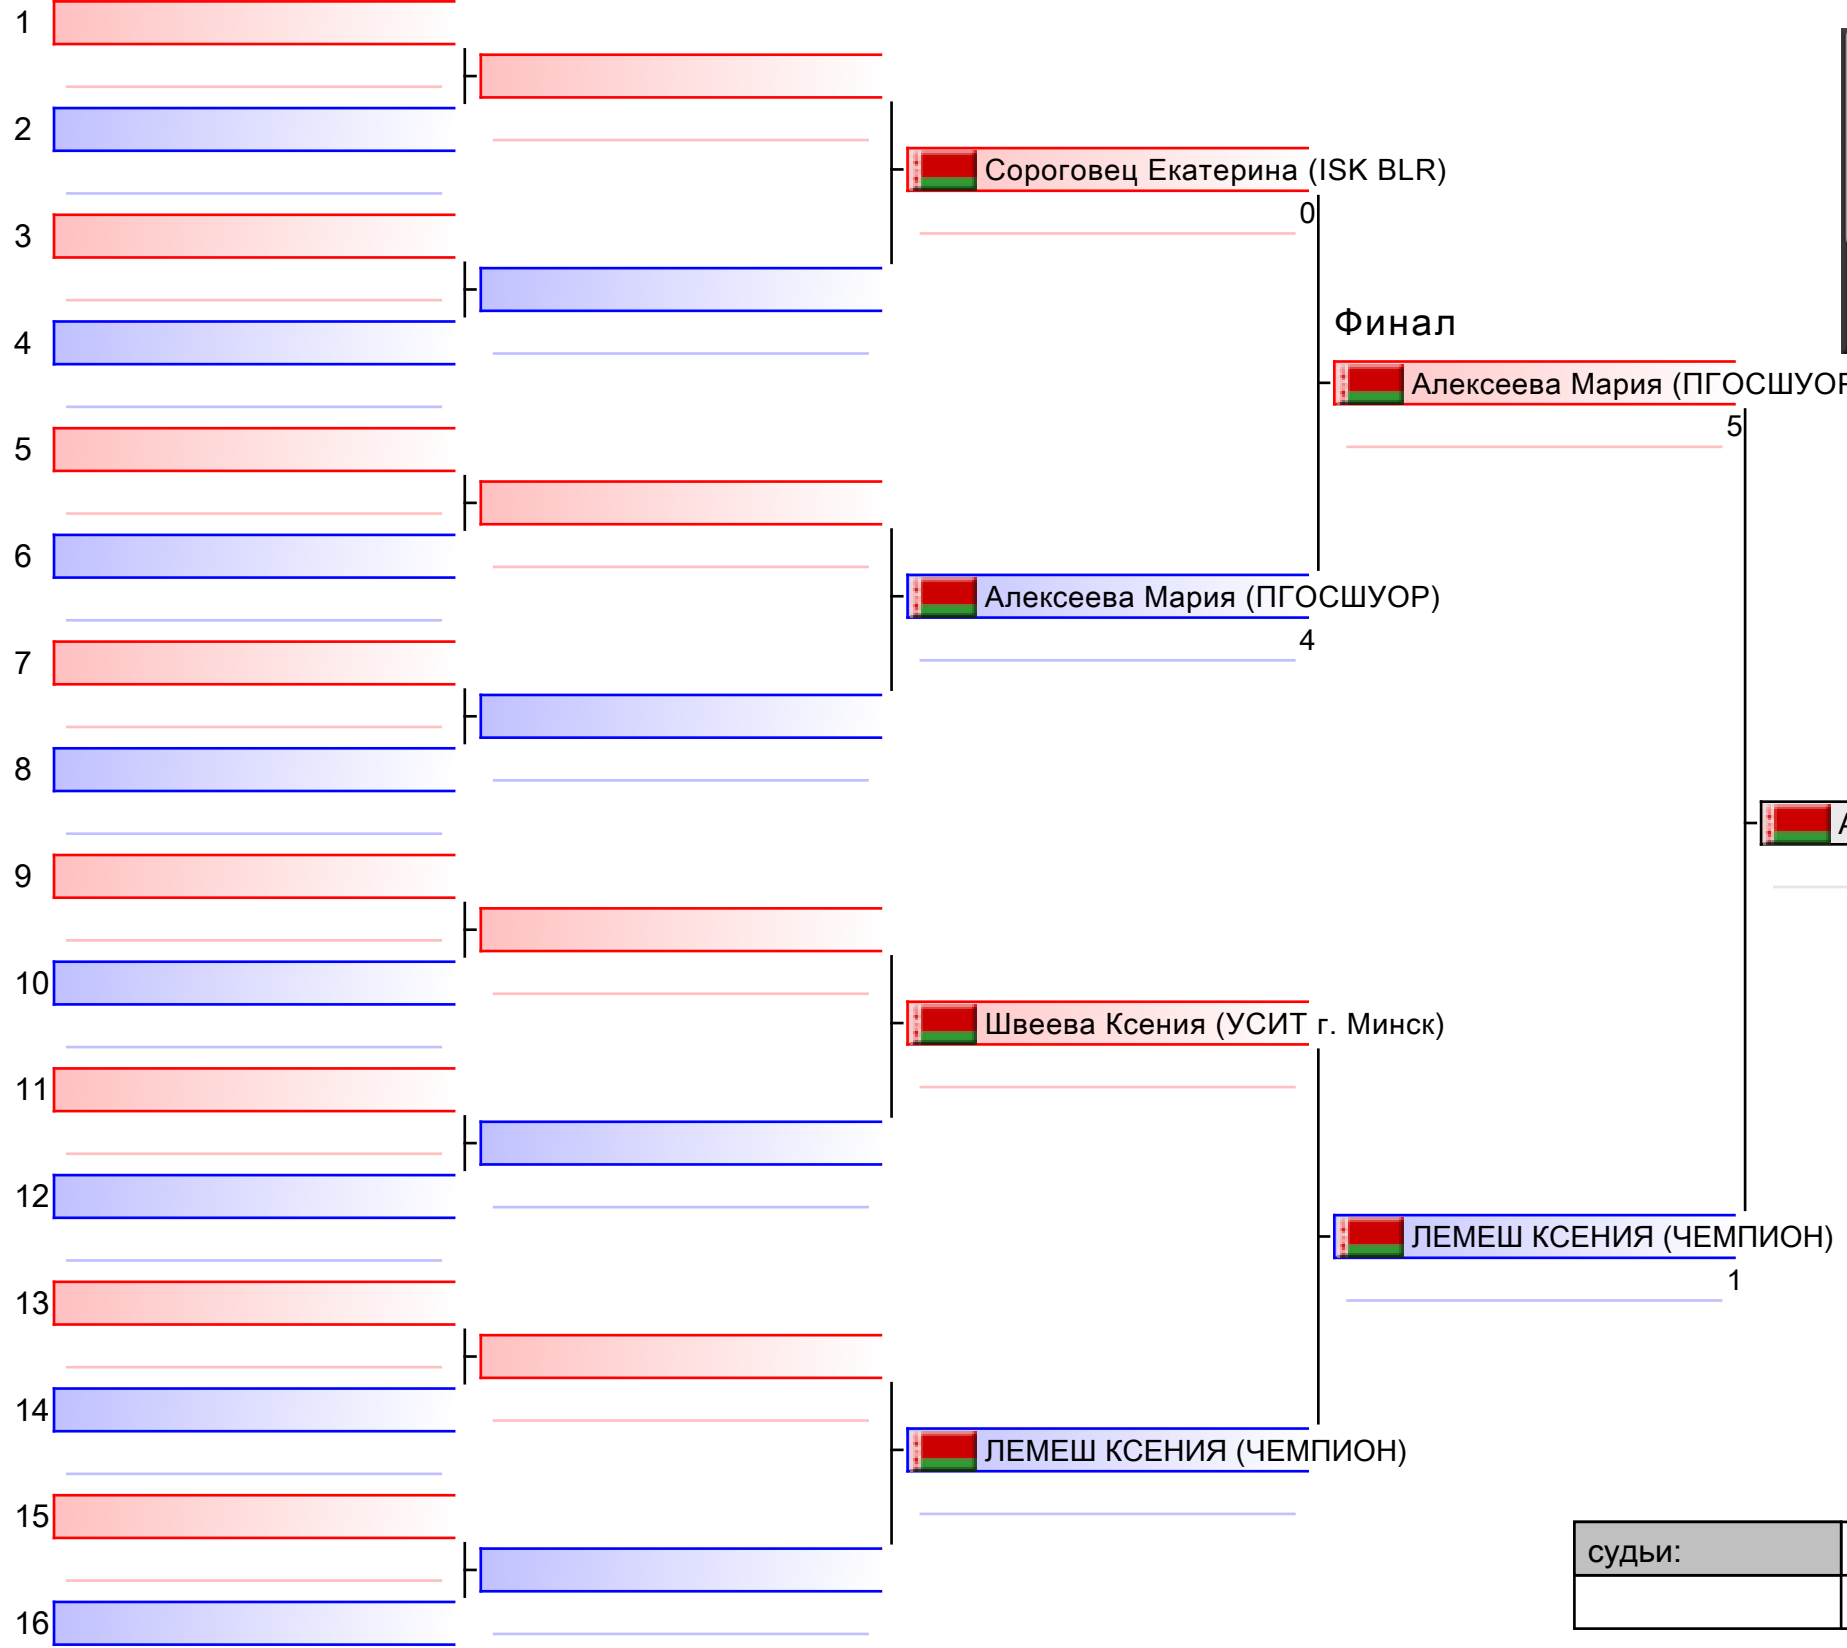 1
2
Сороговец Екатерина (ISK BLR)
0
3
Финал
4
Алексеева Мария (ПГОСШУОР
5
5
6
Алексеева Мария (ПГОСШУОР)
4
7
8
А
9
10
Швеева Ксения (УСИТ г. Минск)
11
12
ЛЕМЕШ КСЕНИЯ (ЧЕМПИОН)
1
13
14
ЛЕМЕШ КСЕНИЯ (ЧЕМПИОН)
15
судьи:
16